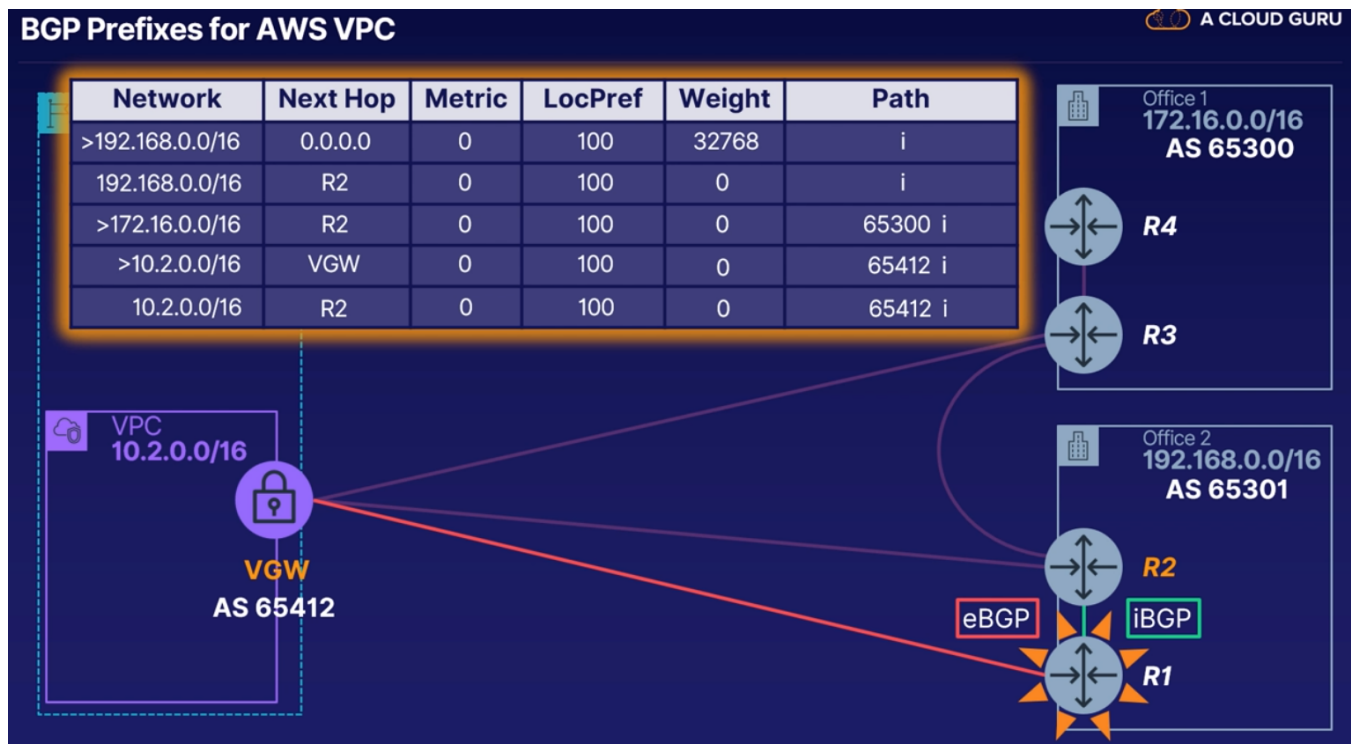 BGP Prefixes for AWS VPC
A CLOUD GURU
Network Next Hop Metric LocPref Weight Path
>192.168.0.0/16 0.0.0.0 0 100 32768 i
192.168.0.0/16 R2 0 100 0 i
>172.16.0.0/16 R2 0 100 0 65300 i
>10.2.0.0/16 VGW 0 100 0 65412 i
10.2.0.0/16 R2 0 100 0 65412 i
Office 1
172.16.0.0/16
AS 65300
R4
R3
VPC
10.2.0.0/16
VGW
AS 65412
Office 2
192.168.0.0/16
AS 65301
R2
eBGP
iBGP
R1